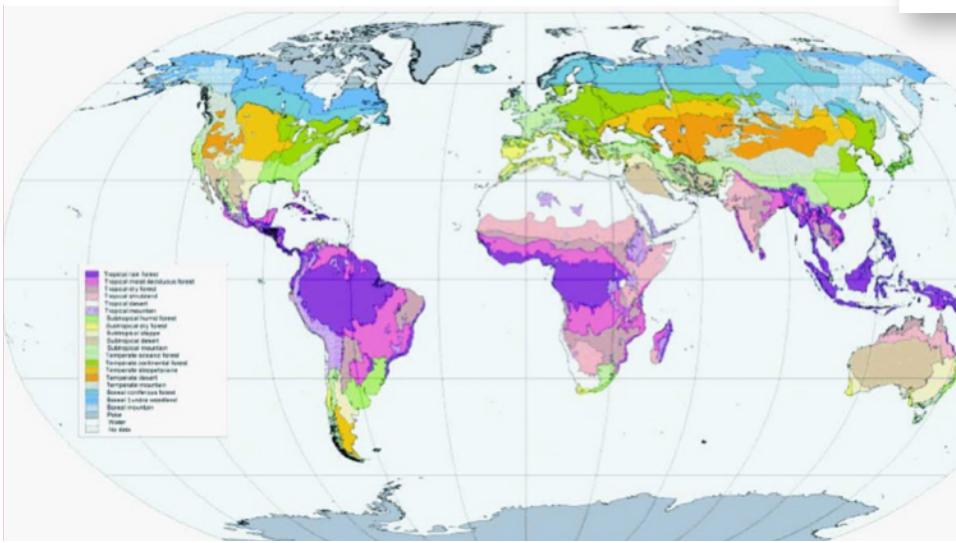 Tropical rain forest
Tropical moist deciduous forest
Tropical dry forest
Tropical shrubland
Tropical desert
Tropical mountain
Subtropical humid forest
Subtropical dry forest
Subtropical steppe
Subtropical desert
Subtropical mountain
Temperate oceanic forest
Temperate continental forest
Temperate steppe/prairie
Temperate desert
Temperate mountain
Boreal coniferous forest
Boreal tundra woodland
Boreal mountain
Polar
Water
No data